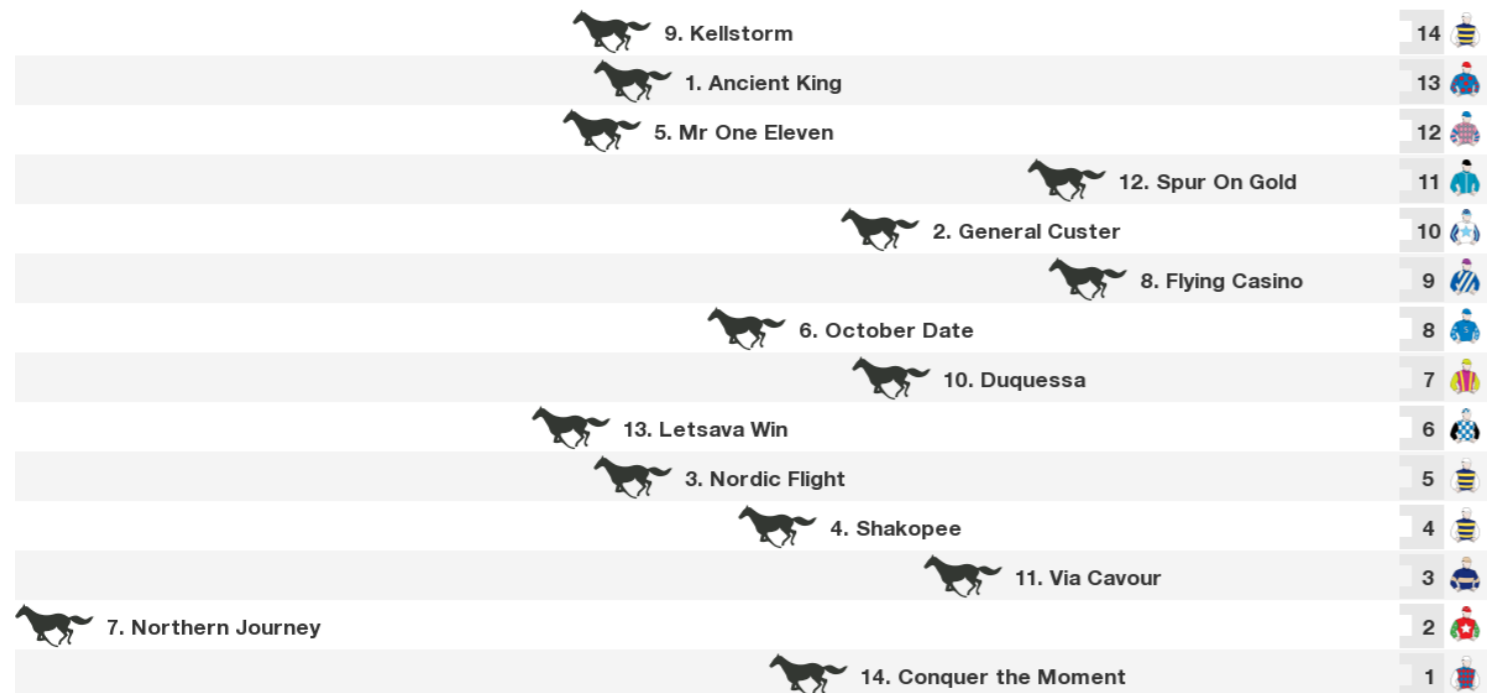 9. Kellstorm 14
1. Ancient King 13
5. Mr One Eleven 12
12. Spur On Gold 11
2. General Custer 10
8. Flying Casino 9
6. October Date 8
S
10. Duquessa 7
13. Letsava Win 6
3. Nordic Flight 5
4. Shakopee 4
11. Via Cavour 3
7. Northern Journey 2
14. Conquer the Moment 1